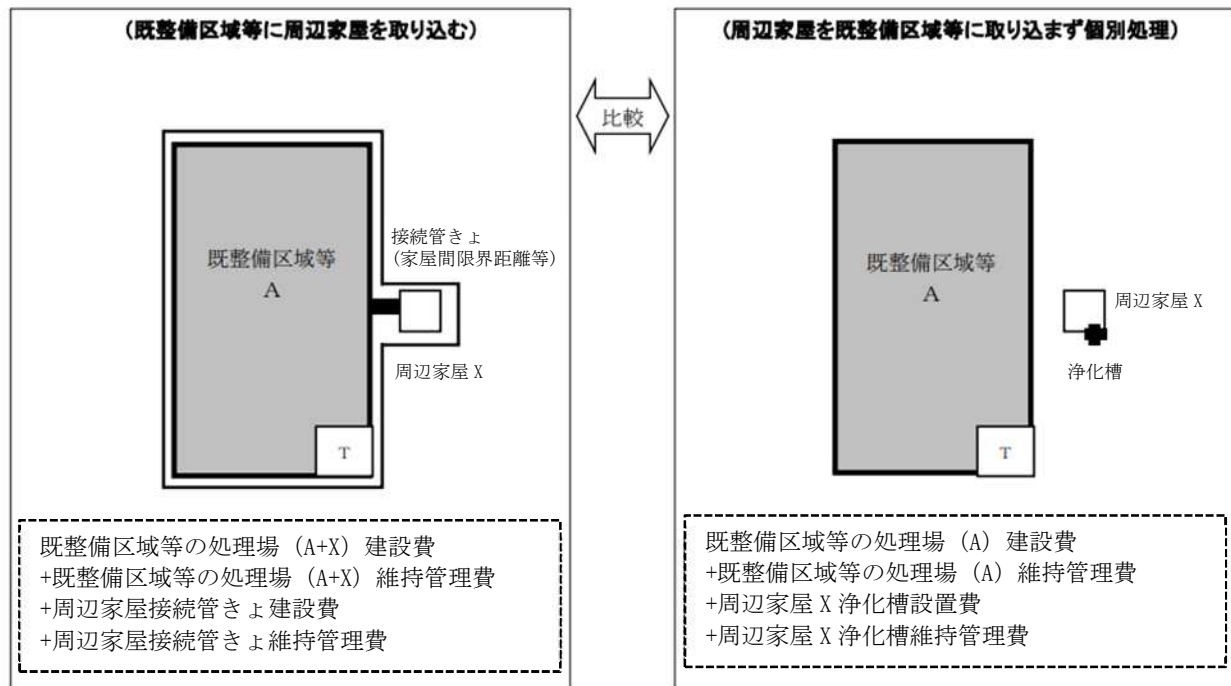 (既整備区域等に周辺家屋を取り込む)
既整備区域等
A
接続管きょ
(家屋間限界距離等)
周辺家屋 X
T
既整備区域等の処理場 (A+X) 建設費
+既整備区域等の処理場 (A+X) 維持管理費
+周辺家屋接続管きょ建設費
+周辺家屋接続管きょ維持管理費
比較
(周辺家屋を既整備区域等に取り込まず個別処理)
既整備区域等
A
周辺家屋 X
浄化槽
T
既整備区域等の処理場 (A) 建設費
+既整備区域等の処理場 (A) 維持管理費
+周辺家屋 X 浄化槽設置費
+周辺家屋 X 浄化槽維持管理費